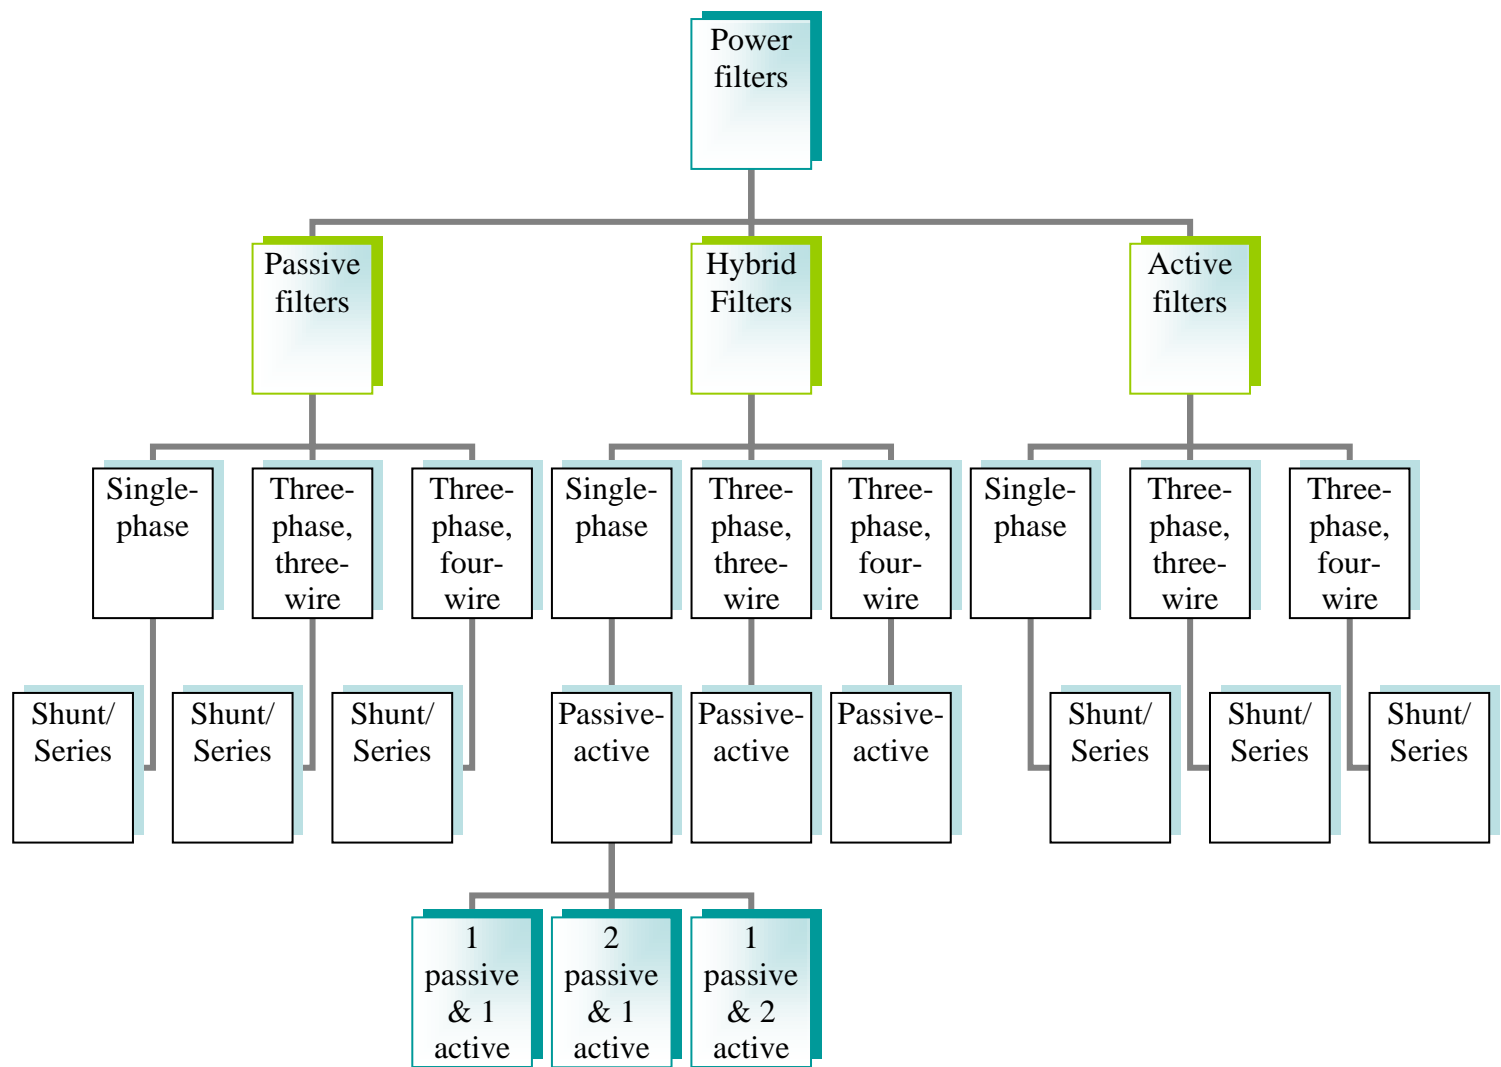 Power
filters
Passive
filters
Hybrid
Filters
Active
filters
Single-
phase
Three-
phase,
three-
wire
Three-
phase,
four-
wire
Single-
phase
Three-
phase,
three-
wire
Three-
phase,
four-
wire
Single-
phase
Three-
phase,
three-
wire
Three-
phase,
four-
wire
Shunt/
Series
Shunt/
Series
Shunt/
Series
Passive-
active
Passive-
active
Passive-
active
Shunt/
Series
Shunt/
Series
Shunt/
Series
1
passive
& 1
active
2
passive
& 1
active
1
passive
& 2
active